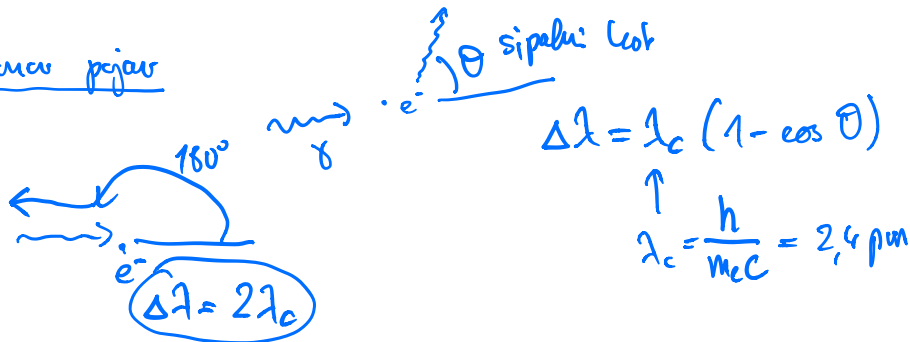 pojav
γ
e⁻ θ sipalni kot
Δλ = λc (1 - cos θ)
↑
λc = h / (mec) = 2,4 pm
180°
e⁻
Δλ = 2λc